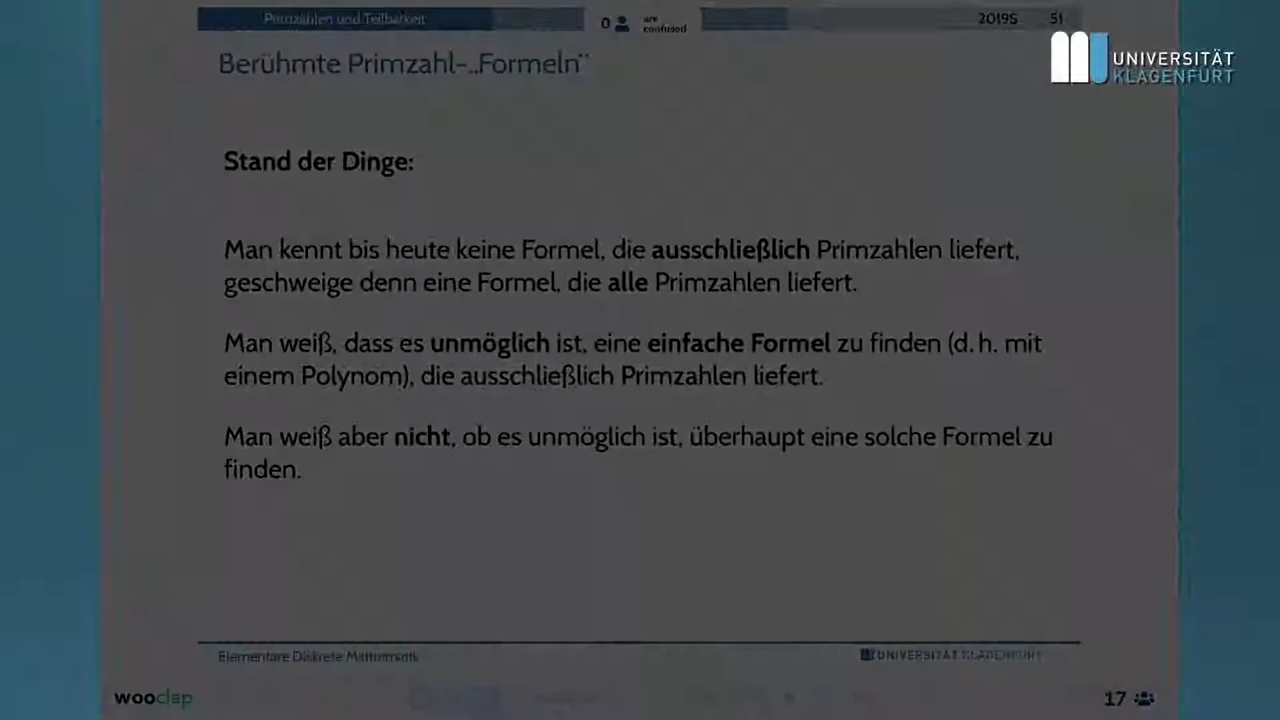 Primzahlen und Teilbarkeit
0 are confused
2019S 51
UNIVERSITÄT
KLAGENFURT
Berühmte Primzahl-„Formeln“
Stand der Dinge:
Man kennt bis heute keine Formel, die ausschließlich Primzahlen liefert,
geschweige denn eine Formel, die alle Primzahlen liefert.
Man weiß, dass es unmöglich ist, eine einfache Formel zu finden (d. h. mit
einem Polynom), die ausschließlich Primzahlen liefert.
Man weiß aber nicht, ob es unmöglich ist, überhaupt eine solche Formel zu
finden.
Elementare Diskrete Mathematik
UNIVERSITÄT KLAGENFURT
wooclap
17